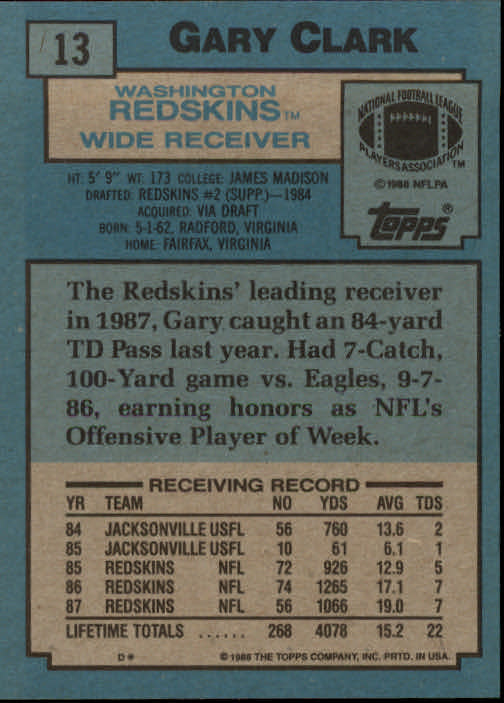 13
GARY CLARK
WASHINGTON
REDSKINS™
WIDE RECEIVER
NATIONAL FOOTBALL LEAGUE
PLAYERS ASSOCIATION™
© 1988 NFLPA
Topps®
HT: 5' 9" WT: 173 COLLEGE: JAMES MADISON
DRAFTED: REDSKINS #2 (SUPP.)—1984
ACQUIRED: VIA DRAFT
BORN: 5-1-62, RADFORD, VIRGINIA
HOME: FAIRFAX, VIRGINIA
The Redskins' leading receiver
in 1987, Gary caught an 84-yard
TD Pass last year. Had 7-Catch,
100-Yard game vs. Eagles, 9-7-
86, earning honors as NFL's
Offensive Player of Week.
RECEIVING RECORD
YR TEAM NO YDS AVG TDS
84 JACKSONVILLE USFL 56 760 13.6 2
85 JACKSONVILLE USFL 10 61 6.1 1
85 REDSKINS NFL 72 926 12.9 5
86 REDSKINS NFL 74 1265 17.1 7
87 REDSKINS NFL 56 1066 19.0 7
LIFETIME TOTALS ...... 268 4078 15.2 22
D* © 1988 THE TOPPS COMPANY, INC. PRTD. IN USA.